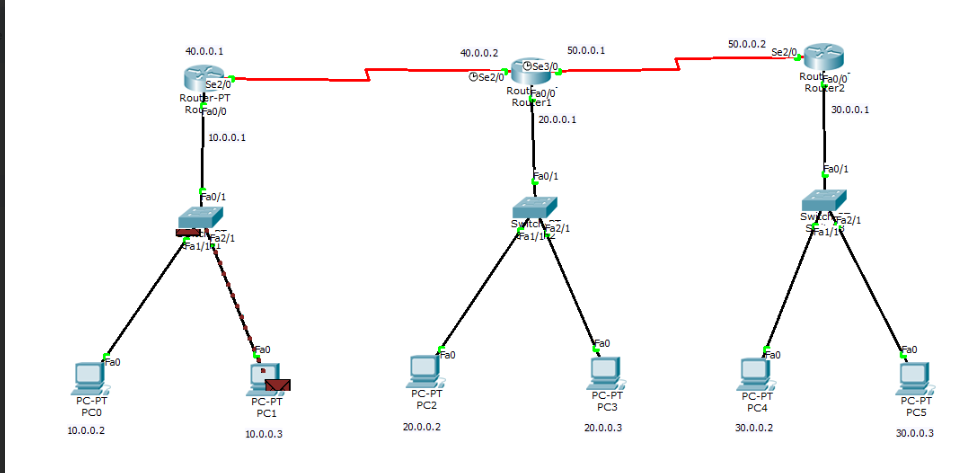 40.0.0.1
Se2/0
Router-PT
Fa0/0
10.0.0.1
40.0.0.2
Se2/0
Se3/0
50.0.0.1
Fa0/0
Router1
20.0.0.1
50.0.0.2
Se2/0
Fa0/0
Router2
30.0.0.1
Fa0/1
Fa2/1
Fa0/1
Fa2/1
Fa0/1
Fa2/1
Fa0
PC-PT
PC0
10.0.0.2
Fa0
PC-PT
PC1
10.0.0.3
Fa0
PC-PT
PC2
20.0.0.2
Fa0
PC-PT
PC3
20.0.0.3
Fa0
PC-PT
PC4
30.0.0.2
Fa0
PC-PT
PC5
30.0.0.3